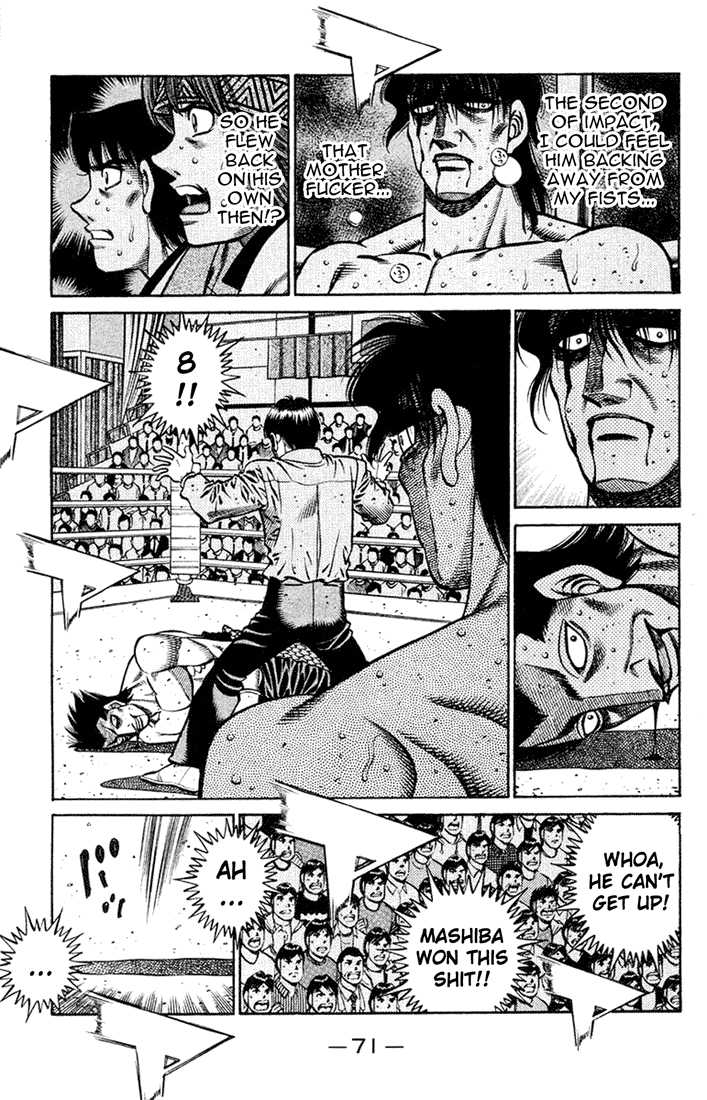 THE SECOND
OF IMPACT,
I COULD FEEL
HIM BACKING
AWAY FROM
MY FISTS...
THAT
MOTHER
FUCKER...
SO HE
FLEW
BACK
ON HIS
OWN
THEN!?
8
!!
WHOA,
HE CAN'T
GET UP!
MASHIBA
WON THIS
SHIT!!
AH
...
...
—71—